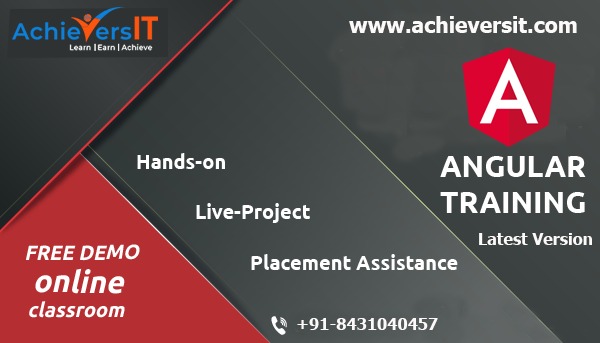 AchieversIT
Learn | Earn | Achieve
www.achieversit.com
A
ANGULAR
TRAINING
Latest Version
Hands-on
Live-Project
Placement Assistance
FREE DEMO
online
classroom
+91-8431040457